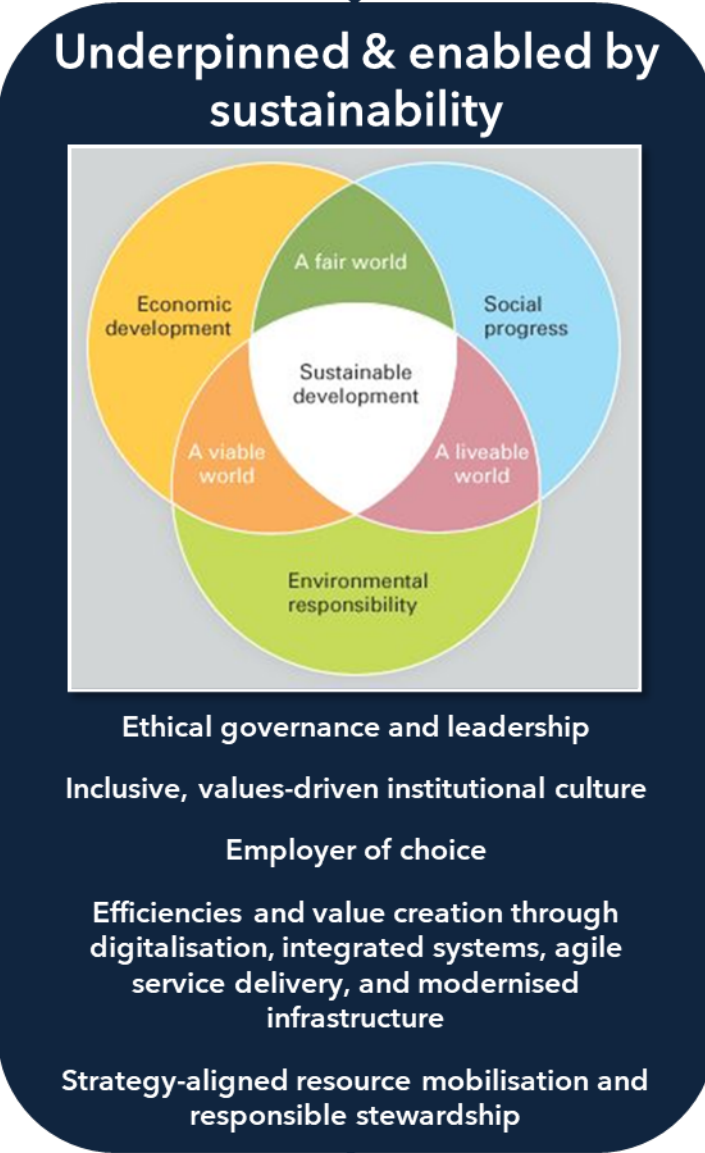 Underpinned & enabled by
sustainability
A fair world
Economic
development
Social
progress
Sustainable
development
A viable
world
A liveable
world
Environmental
responsibility
Ethical governance and leadership
Inclusive, values-driven institutional culture
Employer of choice
Efficiencies and value creation through
digitalisation, integrated systems, agile
service delivery, and modernised
infrastructure
Strategy-aligned resource mobilisation and
responsible stewardship